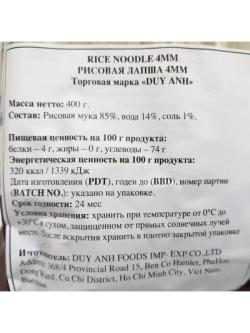 RICE NOODLE 4MM
РИСОВАЯ ЛАПША 4ММ
Торговая марка «DUY ANH»
Масса нетто: 400 г.
Состав: Рисовая мука 85%, вода 14%, соль 1%.
Пищевая ценность на 100 г продукта:
белки – 4 г, жиры – 0 г, углеводы – 74 г
Энергетическая ценность на 100 г продукта:
320 ккал / 1339 кДж
Дата изготовления (PDT), годен до (BBD), номер партии
(BATCH NO.) указаны на упаковке.
Срок годности: 24 мес
Условия хранения: хранить при температуре от 0°С до
+30°С в сухом, защищенном от прямых солнечных лучей
месте. После вскрытия хранить в плотно закрытой упаковке
Изготовитель: DUY ANH FOODS IMP- EXP CO.,LTD
Address: 368/4 Provincial Road 15, Ben Co Hamlet, PhuHoa
Dong Ward, Cu Chi District, Ho Chi Minh City, Viet Nam,
Вьетнам